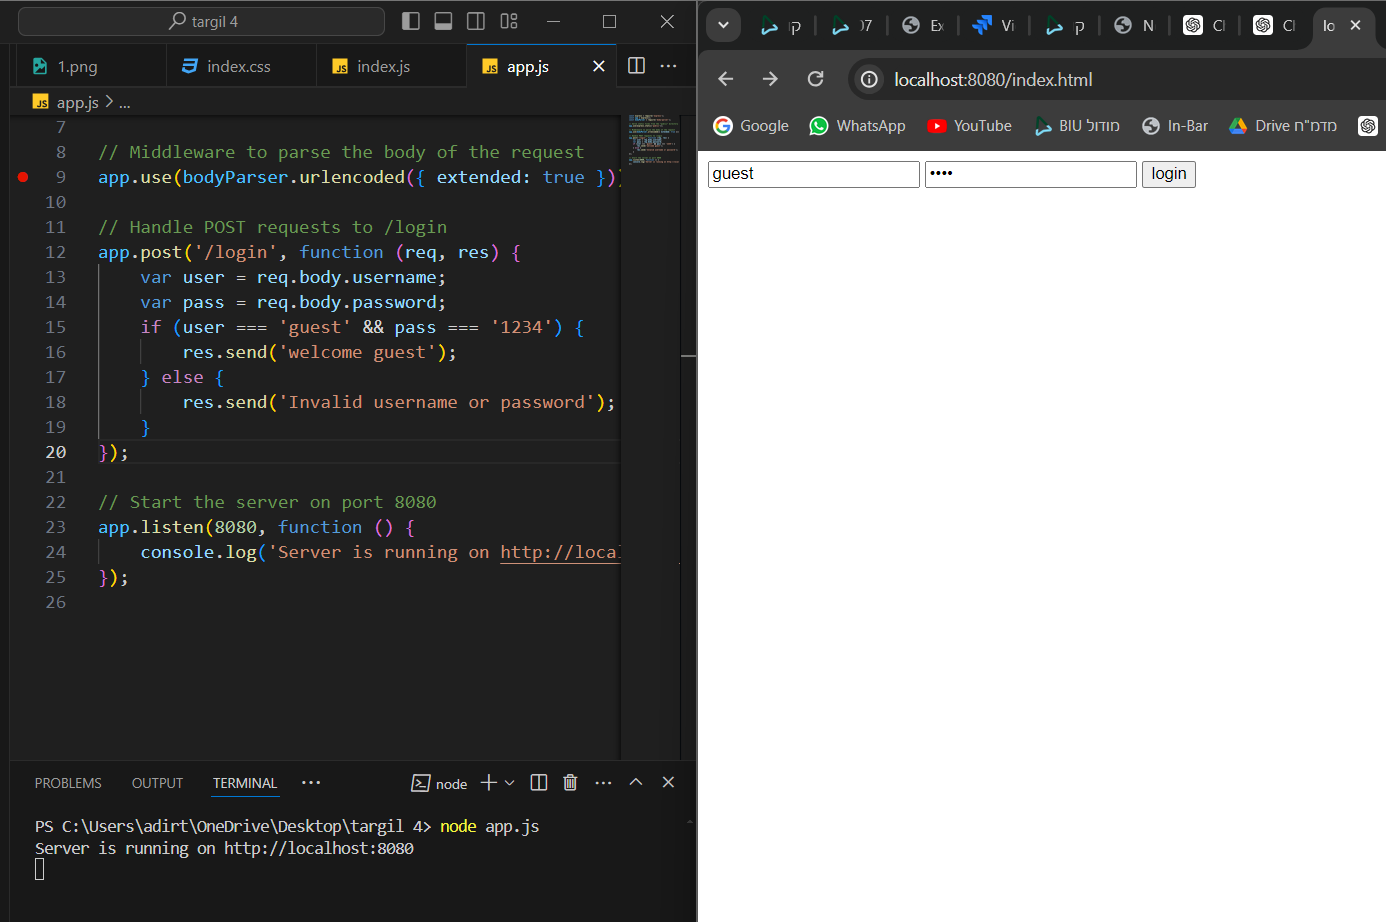 targil 4
1.png
index.css
index.js
app.js
app.js > ...
7
8 // Middleware to parse the body of the request
9 app.use(bodyParser.urlencoded({ extended: true }))
10
11 // Handle POST requests to /login
12 app.post('/login', function (req, res) {
13 var user = req.body.username;
14 var pass = req.body.password;
15 if (user === 'guest' && pass === '1234') {
16 res.send('welcome guest');
17 } else {
18 res.send('Invalid username or password');
19 }
20 });
21
22 // Start the server on port 8080
23 app.listen(8080, function () {
24 console.log('Server is running on http://local
25 });
26
PROBLEMS OUTPUT TERMINAL ...
node
PS C:\Users\adirt\OneDrive\Desktop\targil 4> node app.js
Server is running on http://localhost:8080
קו
07
Ex
Vi
ק
N
Cl
Cl
lo
localhost:8080/index.html
Google
WhatsApp
YouTube
BIU מודול
In-Bar
Drive מדמ"ח
guest
••••
login